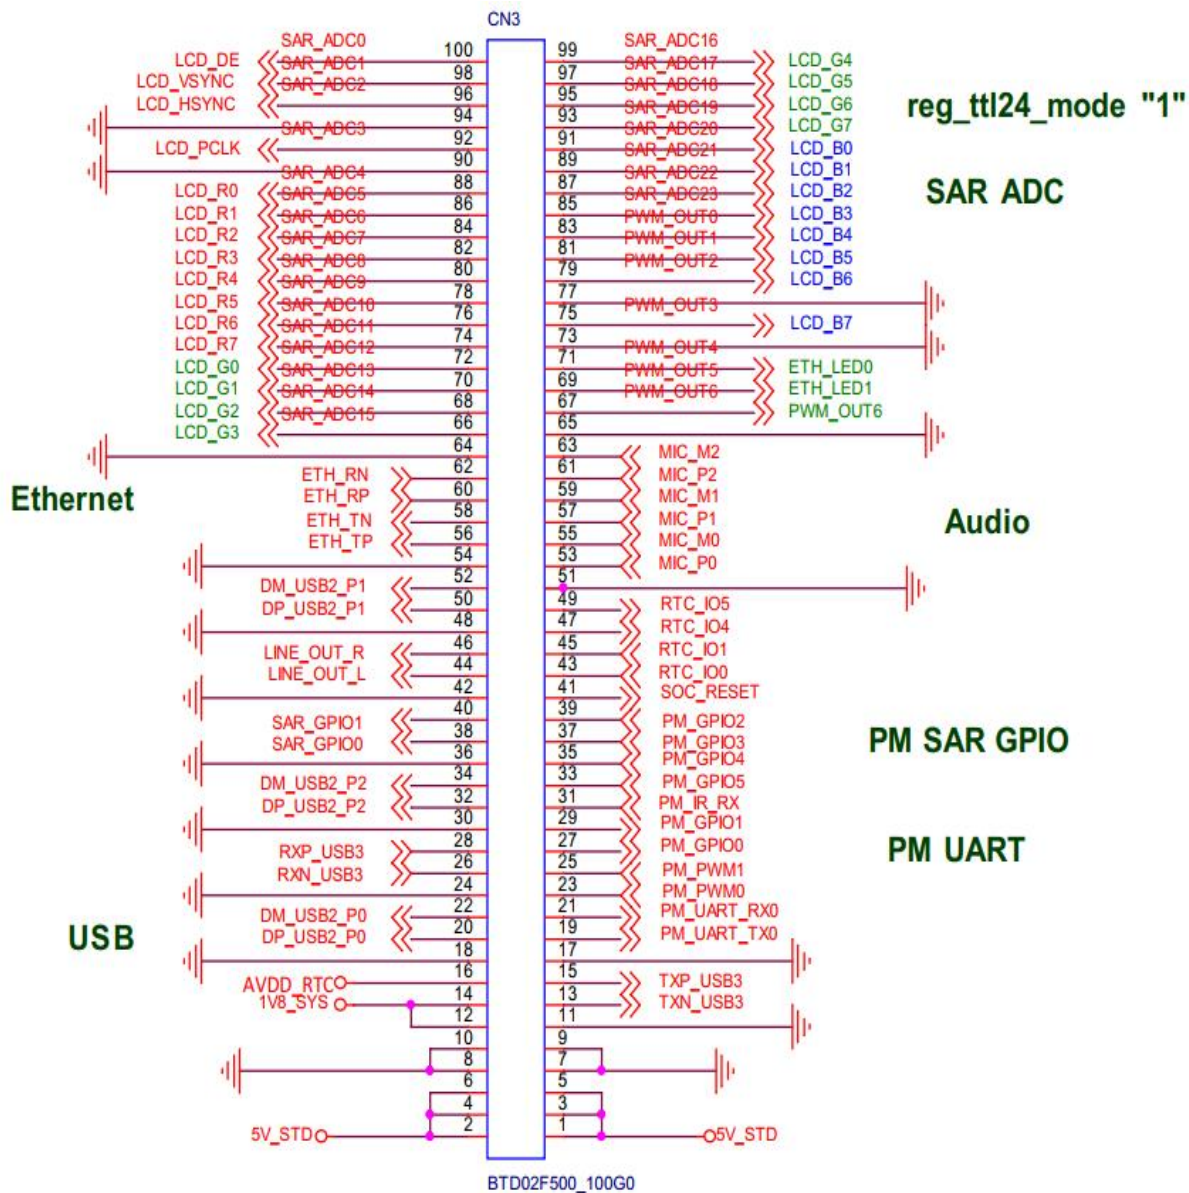 CN3
SAR_ADC0 100 99 SAR_ADC16
LCD_DE SAR_ADC1 98 97 SAR_ADC17 LCD_G4
LCD_VSYNC SAR_ADC2 96 95 SAR_ADC18 LCD_G5
LCD_HSYNC 94 93 SAR_ADC19 LCD_G6
reg_ttl24_mode "1"
SAR_ADC3 92 91 SAR_ADC20 LCD_G7
LCD_PCLK 90 89 SAR_ADC21 LCD_B0
SAR_ADC4 88 87 SAR_ADC22 LCD_B1
LCD_R0 SAR_ADC5 86 85 SAR_ADC23 LCD_B2
SAR ADC
LCD_R1 SAR_ADC6 84 83 PWM_OUT0 LCD_B3
LCD_R2 SAR_ADC7 82 81 PWM_OUT1 LCD_B4
LCD_R3 SAR_ADC8 80 79 PWM_OUT2 LCD_B5
LCD_R4 SAR_ADC9 78 77 LCD_B6
LCD_R5 SAR_ADC10 76 75 PWM_OUT3
LCD_R6 SAR_ADC11 74 73 LCD_B7
LCD_R7 SAR_ADC12 72 71 PWM_OUT4
LCD_G0 SAR_ADC13 70 69 PWM_OUT5 ETH_LED0
LCD_G1 SAR_ADC14 68 67 PWM_OUT6 ETH_LED1
LCD_G2 SAR_ADC15 66 65 PWM_OUT6
LCD_G3 64 63 MIC_M2
ETH_RN 62 61 MIC_P2
Ethernet
ETH_RP 60 59 MIC_M1
ETH_TN 58 57 MIC_P1
Audio
ETH_TP 56 55 MIC_M0
54 53 MIC_P0
DM_USB2_P1 52 51
DP_USB2_P1 50 49 RTC_IO5
48 47 RTC_IO4
LINE_OUT_R 46 45 RTC_IO1
LINE_OUT_L 44 43 RTC_IO0
42 41 SOC_RESET
SAR_GPIO1 40 39 PM_GPIO2
SAR_GPIO0 38 37 PM_GPIO3
PM SAR GPIO
36 35 PM_GPIO4
DM_USB2_P2 34 33 PM_GPIO5
DP_USB2_P2 32 31 PM_IR_RX
30 29 PM_GPIO1
RXP_USB3 28 27 PM_GPIO0
PM UART
RXN_USB3 26 25 PM_PWM1
24 23 PM_PWM0
DM_USB2_P0 22 21 PM_UART_RX0
USB
DP_USB2_P0 20 19 PM_UART_TX0
18 17
AVDD_RTC 16 15 TXP_USB3
1V8_SYS 14 13 TXN_USB3
12 11
10 9
8 7
6 5
4 3
5V_STD 2 1 5V_STD
BTD02F500_100G0